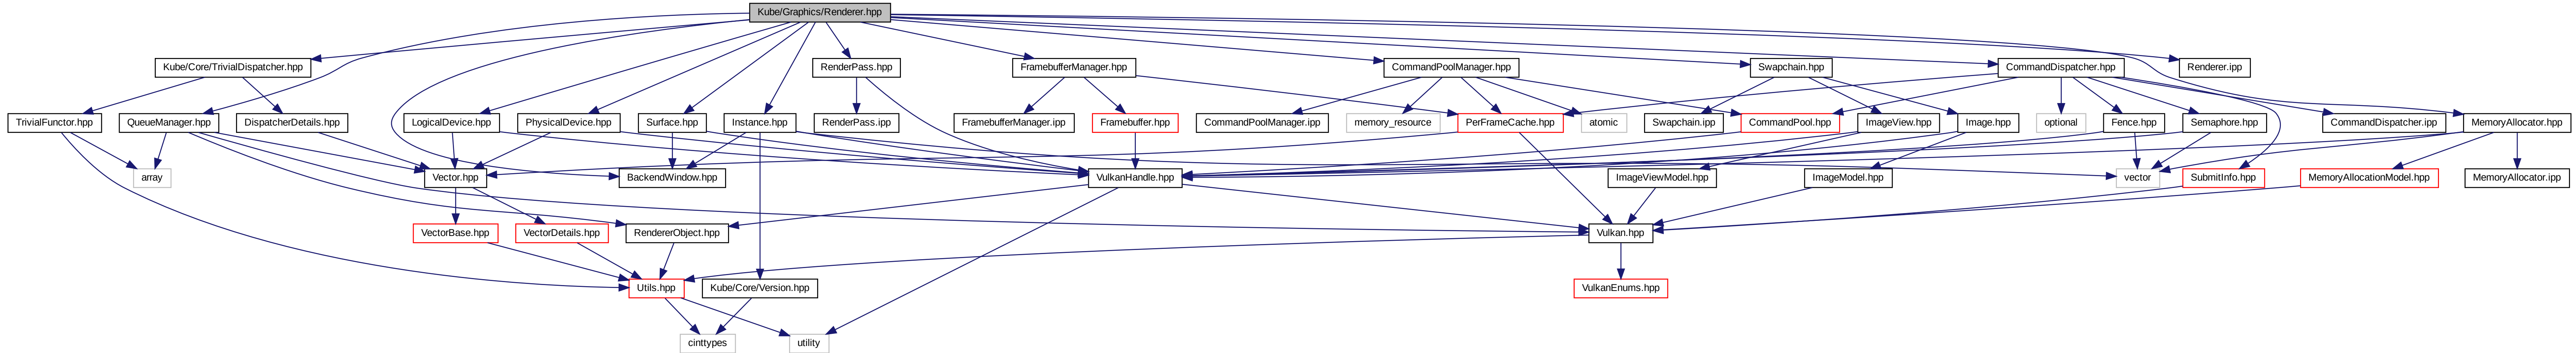 Kube/Graphics/Renderer.hpp
Kube/Core/TrivialDispatcher.hpp
RenderPass.hpp
FramebufferManager.hpp
CommandPoolManager.hpp
Swapchain.hpp
CommandDispatcher.hpp
Renderer.ipp
TrivialFunctor.hpp
QueueManager.hpp
DispatcherDetails.hpp
LogicalDevice.hpp
PhysicalDevice.hpp
Surface.hpp
Instance.hpp
RenderPass.ipp
FramebufferManager.ipp
Framebuffer.hpp
CommandPoolManager.ipp
memory_resource
PerFrameCache.hpp
atomic
Swapchain.ipp
CommandPool.hpp
ImageView.hpp
Image.hpp
optional
Fence.hpp
Semaphore.hpp
CommandDispatcher.ipp
MemoryAllocator.hpp
array
Vector.hpp
BackendWindow.hpp
VulkanHandle.hpp
ImageViewModel.hpp
ImageModel.hpp
vector
SubmitInfo.hpp
MemoryAllocationModel.hpp
MemoryAllocator.ipp
VectorBase.hpp
VectorDetails.hpp
RendererObject.hpp
Vulkan.hpp
Utils.hpp
Kube/Core/Version.hpp
VulkanEnums.hpp
cinttypes
utility